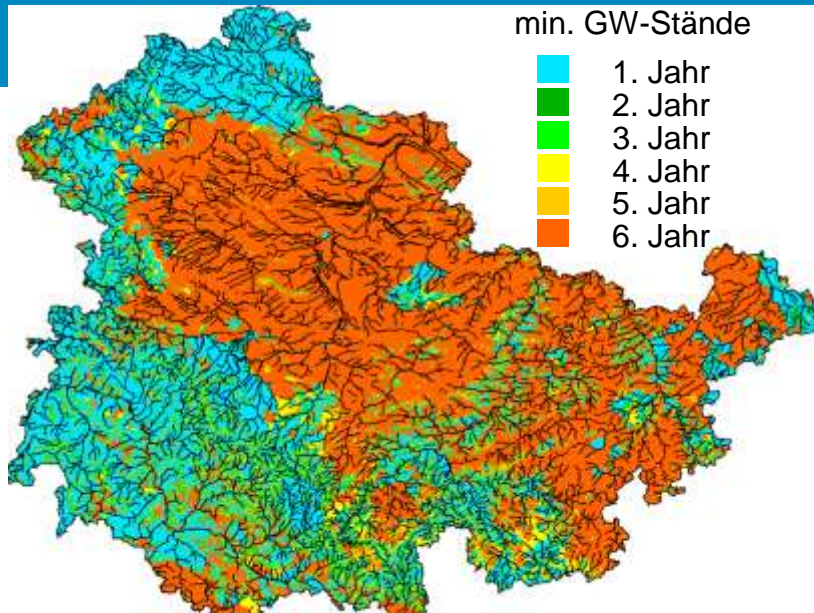 min. GW-Stände
1. Jahr
2. Jahr
3. Jahr
4. Jahr
5. Jahr
6. Jahr